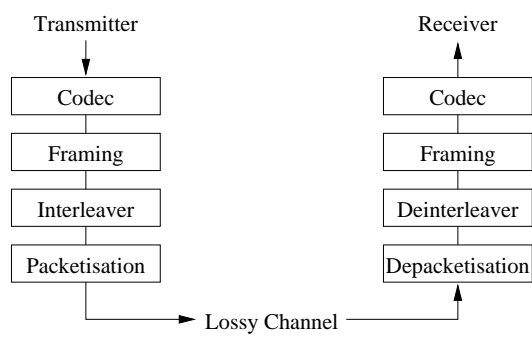 Transmitter
Receiver
Codec
Codec
Framing
Framing
Interleaver
Deinterleaver
Packetisation
Depacketisation
Lossy Channel